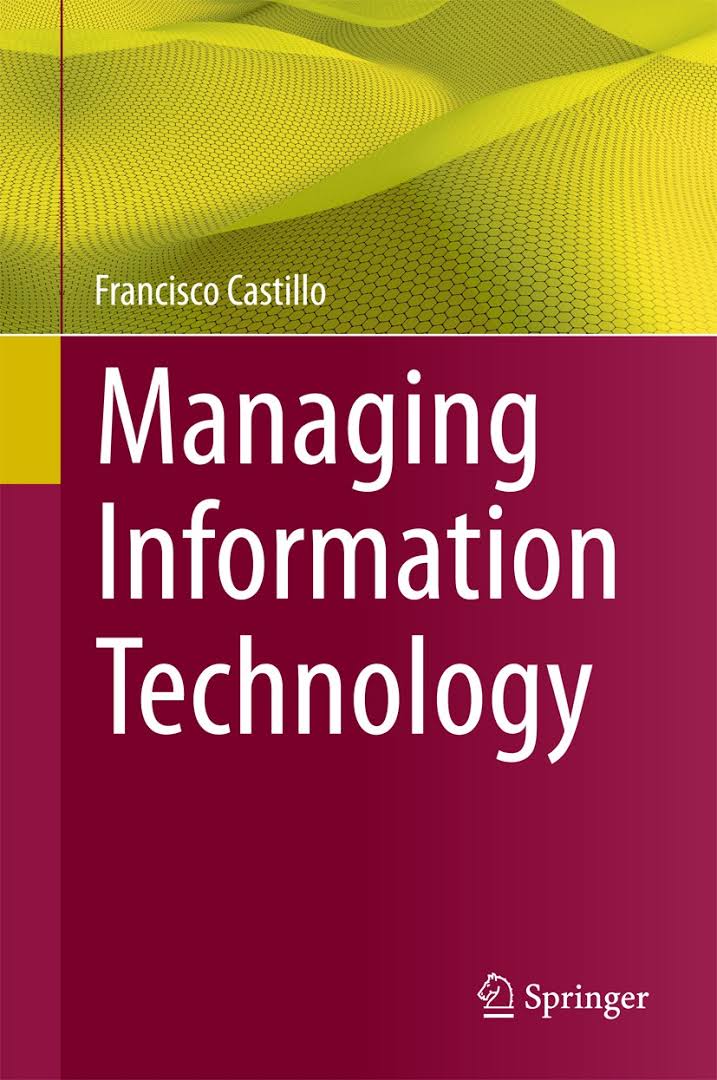 Francisco Castillo
Managing
Information
Technology
Springer